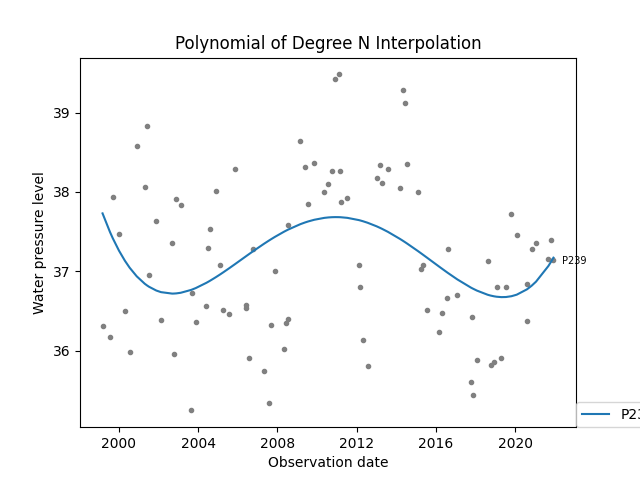 Polynomial of Degree N Interpolation
Water pressure level
39
38
37
36
P239
2000
2004
2008
2012
2016
2020
Observation date